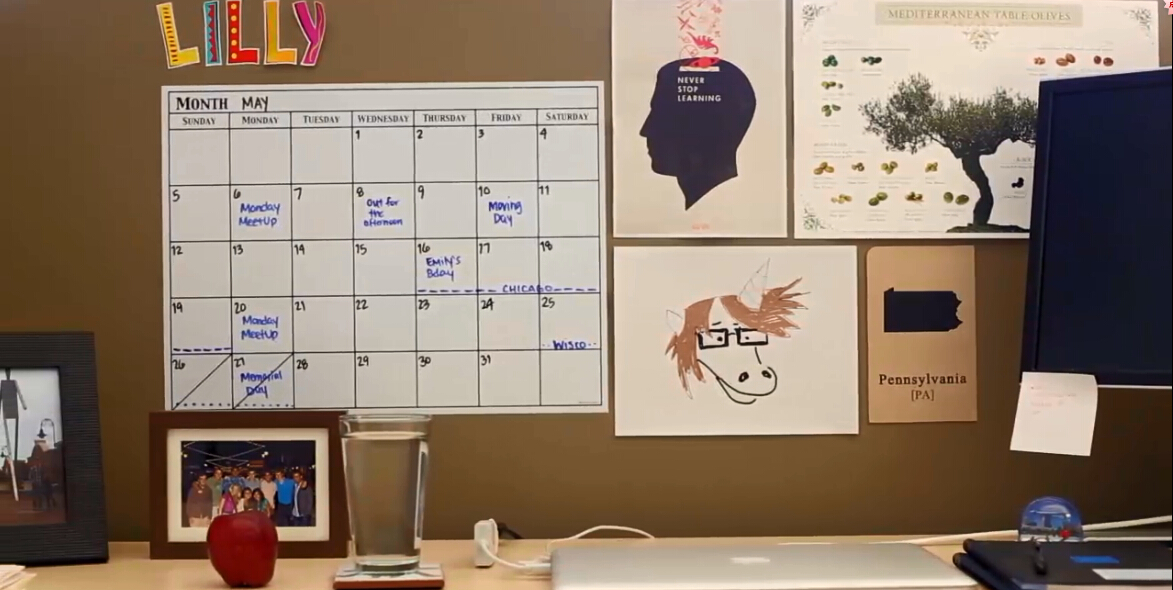 LILLY
MONTH MAY
SUNDAY MONDAY TUESDAY WEDNESDAY THURSDAY FRIDAY SATURDAY
1 2 3 4
5 6 7 8 9 10 11
Monday
MeetUp
Out for
the
afternoon
Moving
Day
12 13 14 15 16 17 18
Emily's
Bday
CHICAGO
19 20 21 22 23 24 25
Monday
MeetUp
Wisco
26 27 28 29 30 31
Memorial
Day
NEVER
STOP
LEARNING
MEDITERRANEAN TABLE OLIVES
Pennsylvania
[PA]